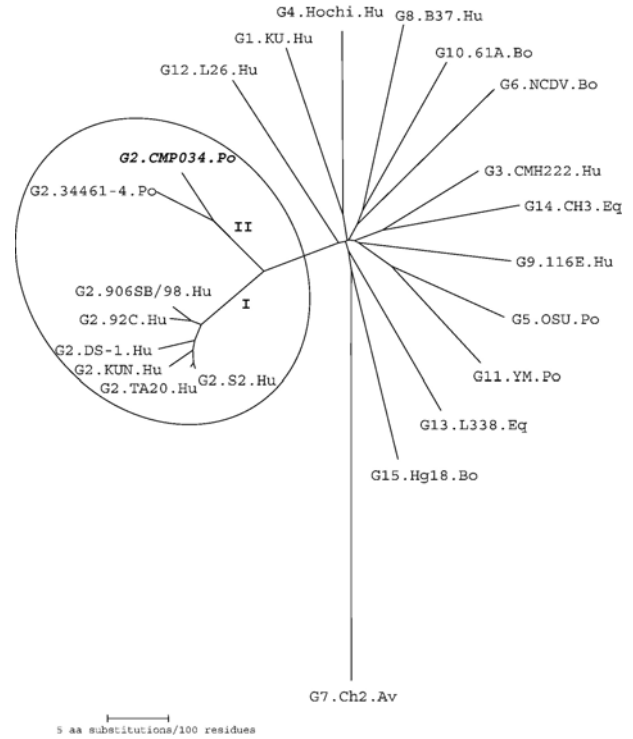 G4.Hochi.Hu
G8.B37.Hu
G1.KU.Hu
G10.61A.Bo
G12.L26.Hu
G6.NCDV.Bo
G2.CMP034.Po
G3.CMH222.Hu
G2.34461-4.Po
G14.CH3.Eq
II
G9.116E.Hu
G2.906SB/98.Hu
I
G2.92C.Hu
G5.OSU.Po
G2.DS-1.Hu
G2.KUN.Hu
G2.S2.Hu
G2.TA20.Hu
G11.YM.Po
G13.L338.Eq
G15.Hg18.Bo
G7.Ch2.Av
5 aa substitutions/100 residues